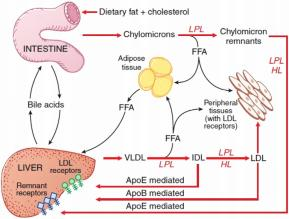 Dietary fat + cholesterol
INTESTINE
Chylomicrons
LPL
Chylomicron
remnants
FFA
LPL
HL
Adipose
tissue
FFA
Bile acids
Peripheral
tissues
(with LDL
receptors)
FFA
LIVER
LDL
receptors
Remnant
receptors
VLDL
LPL
IDL
LPL
HL
LDL
ApoE mediated
ApoB mediated
ApoE mediated